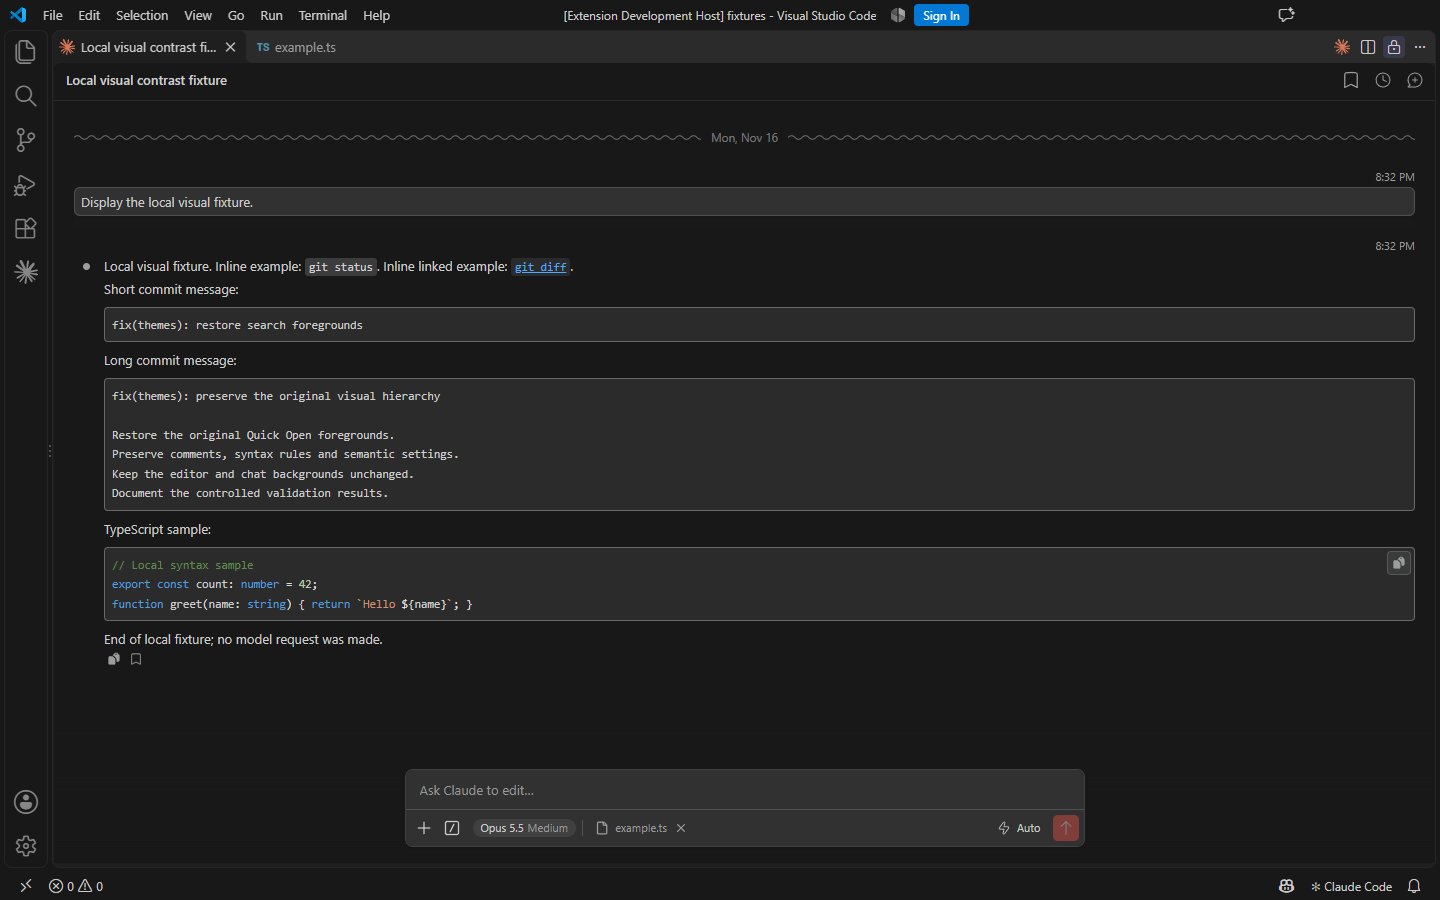 File Edit Selection View Go Run Terminal Help [Extension Development Host] fixtures - Visual Studio Code Sign In
Local visual contrast fi... TS example.ts
Local visual contrast fixture
Mon, Nov 16
8:32 PM
Display the local visual fixture.
8:32 PM
Local visual fixture. Inline example: git status. Inline linked example: git diff.
Short commit message:
fix(themes): restore search foregrounds
Long commit message:
fix(themes): preserve the original visual hierarchy
Restore the original Quick Open foregrounds.
Preserve comments, syntax rules and semantic settings.
Keep the editor and chat backgrounds unchanged.
Document the controlled validation results.
TypeScript sample:
// Local syntax sample
export const count: number = 42;
function greet(name: string) { return `Hello ${name}`; }
End of local fixture; no model request was made.
Ask Claude to edit...
Opus 5.5 Medium example.ts Auto
0 0 Claude Code